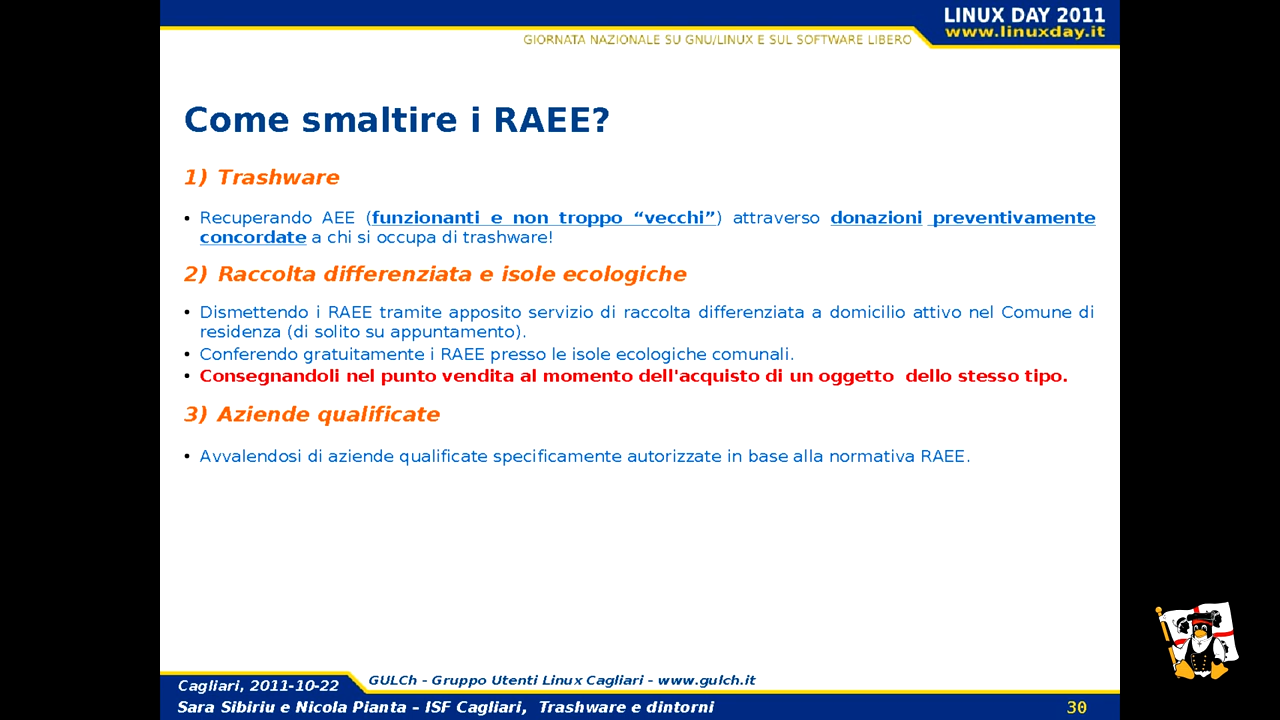 LINUX DAY 2011
www.linuxday.it
GIORNATA NAZIONALE SU GNU/LINUX E SUL SOFTWARE LIBERO
Come smaltire i RAEE?
1) Trashware
• Recuperando AEE (funzionanti e non troppo “vecchi”) attraverso donazioni preventivamente
concordate a chi si occupa di trashware!
2) Raccolta differenziata e isole ecologiche
• Dismettendo i RAEE tramite apposito servizio di raccolta differenziata a domicilio attivo nel Comune di
residenza (di solito su appuntamento).
• Conferendo gratuitamente i RAEE presso le isole ecologiche comunali.
• Consegnandoli nel punto vendita al momento dell'acquisto di un oggetto  dello stesso tipo.
3) Aziende qualificate
• Avvalendosi di aziende qualificate specificamente autorizzate in base alla normativa RAEE.
Cagliari, 2011-10-22
GULCh - Gruppo Utenti Linux Cagliari - www.gulch.it
Sara Sibiriu e Nicola Pianta – ISF Cagliari,  Trashware e dintorni
30